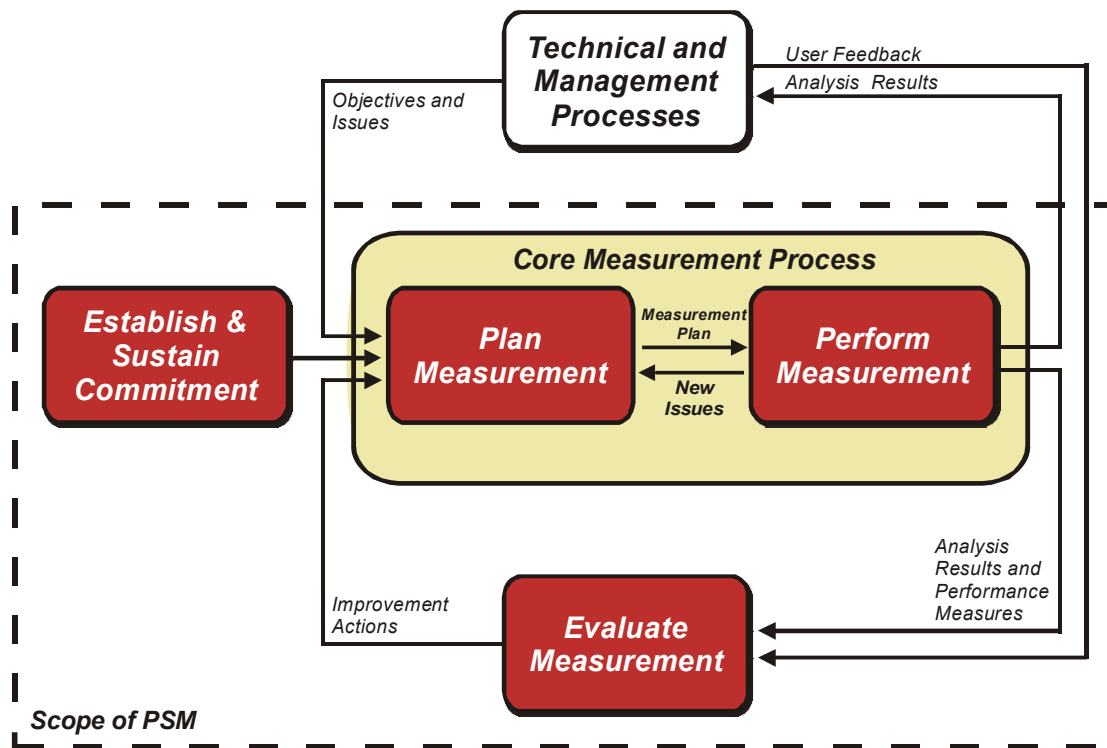 Technical and
Management
Processes
User Feedback
Analysis Results
Objectives and
Issues
Core Measurement Process
Establish &
Sustain
Commitment
Plan
Measurement
Measurement
Plan
New
Issues
Perform
Measurement
Analysis
Results and
Performance
Measures
Improvement
Actions
Evaluate
Measurement
Scope of PSM